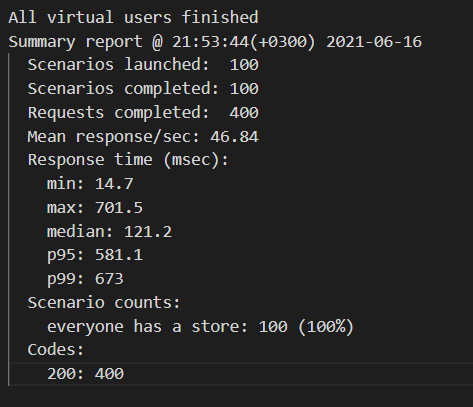 All virtual users finished
Summary report @ 21:53:44(+0300) 2021-06-16
Scenarios launched:  100
Scenarios completed: 100
Requests completed:  400
Mean response/sec: 46.84
Response time (msec):
min: 14.7
max: 701.5
median: 121.2
p95: 581.1
p99: 673
Scenario counts:
everyone has a store: 100 (100%)
Codes:
200: 400